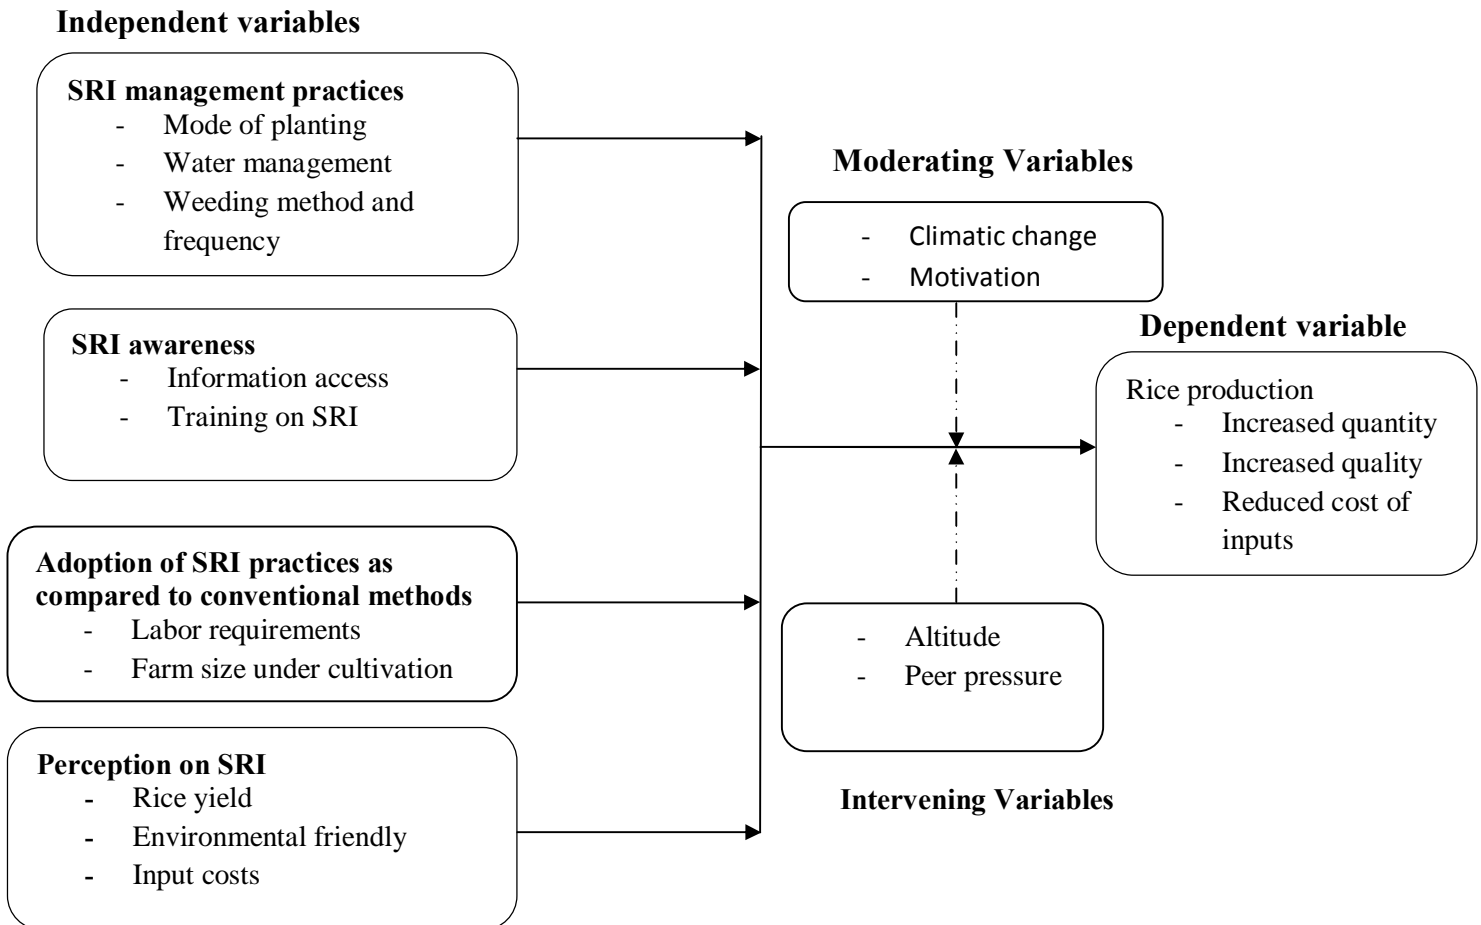 Independent variables
SRI management practices
- Mode of planting
- Water management
- Weeding method and
frequency
SRI awareness
- Information access
- Training on SRI
Adoption of SRI practices as
compared to conventional methods
- Labor requirements
- Farm size under cultivation
Perception on SRI
- Rice yield
- Environmental friendly
- Input costs
Moderating Variables
- Climatic change
- Motivation
- Altitude
- Peer pressure
Intervening Variables
Dependent variable
Rice production
- Increased quantity
- Increased quality
- Reduced cost of
inputs